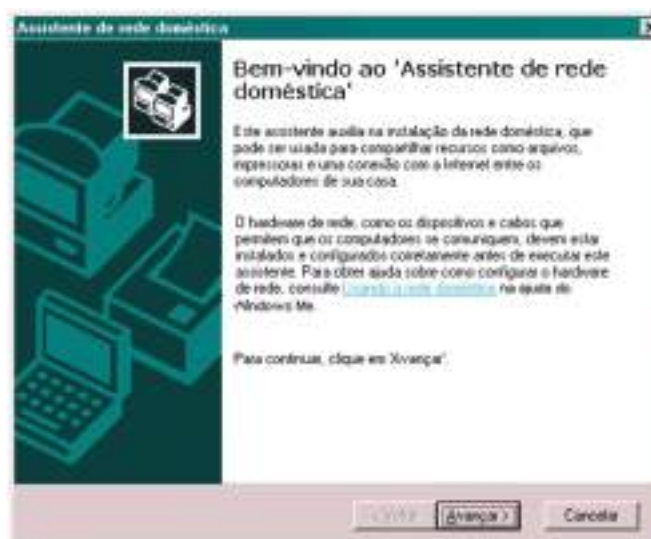 Assistente de rede doméstica
Bem-vindo ao 'Assistente de rede
doméstica'
Este assistente auxilia na instalação da rede doméstica, que
pode ser usada para compartilhar recursos como arquivos,
impressoras e uma conexão com a Internet entre os
computadores de sua casa.
O hardware de rede, como os dispositivos e cabos que
permitem que os computadores se comuniquem, devem estar
instalados e configurados corretamente antes de executar este
assistente. Para obter ajuda sobre como configurar o hardware
de rede, consulte Usando a rede doméstica na ajuda do
Windows Me.
Para continuar, clique em 'Avançar'.
< Voltar
Avançar >
Cancelar